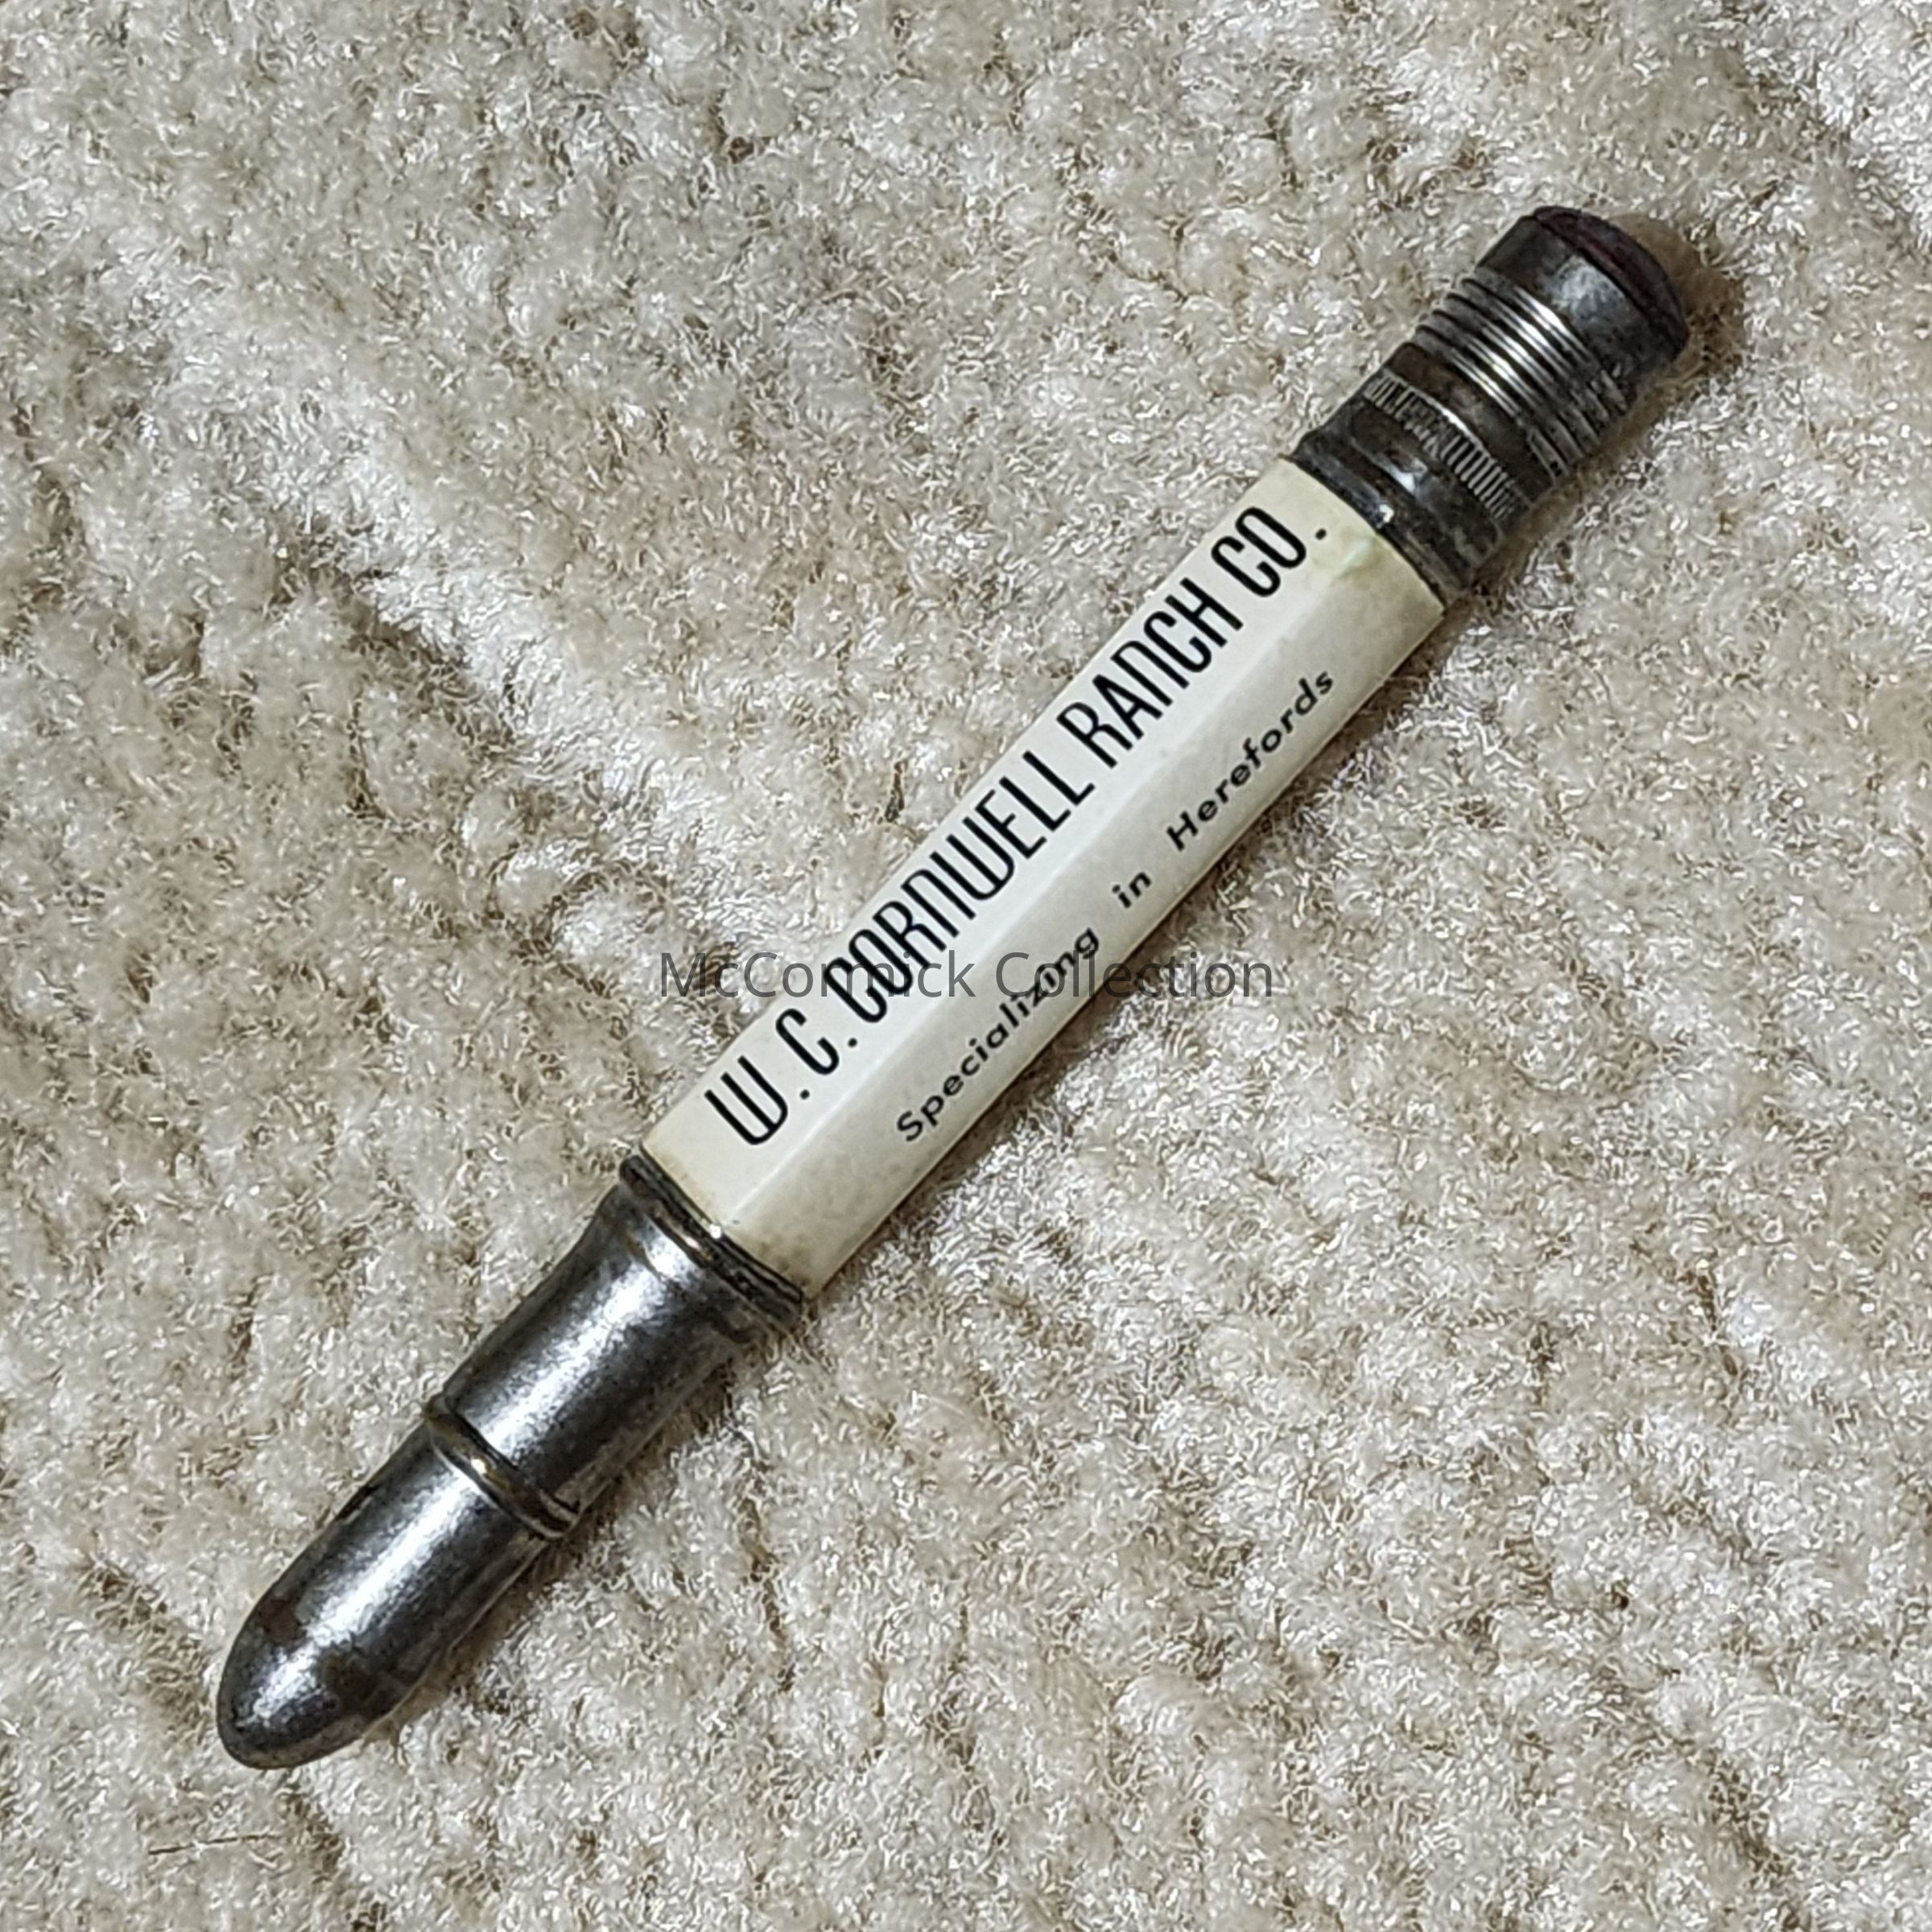 W. C. CORNWELL RANCH CO.
Specializing in Herefords
McCormick Collection